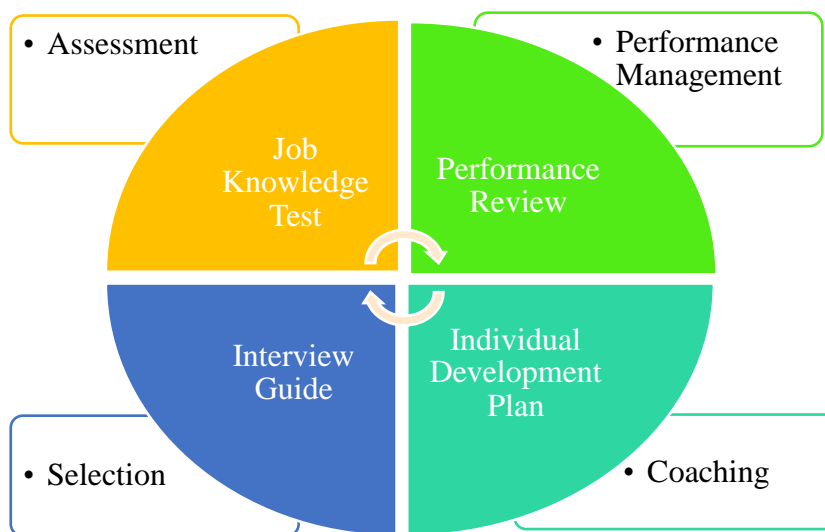 • Assessment
• Performance
Management
Job
Knowledge
Test
Performance
Review
Interview
Guide
Individual
Development
Plan
• Selection
• Coaching